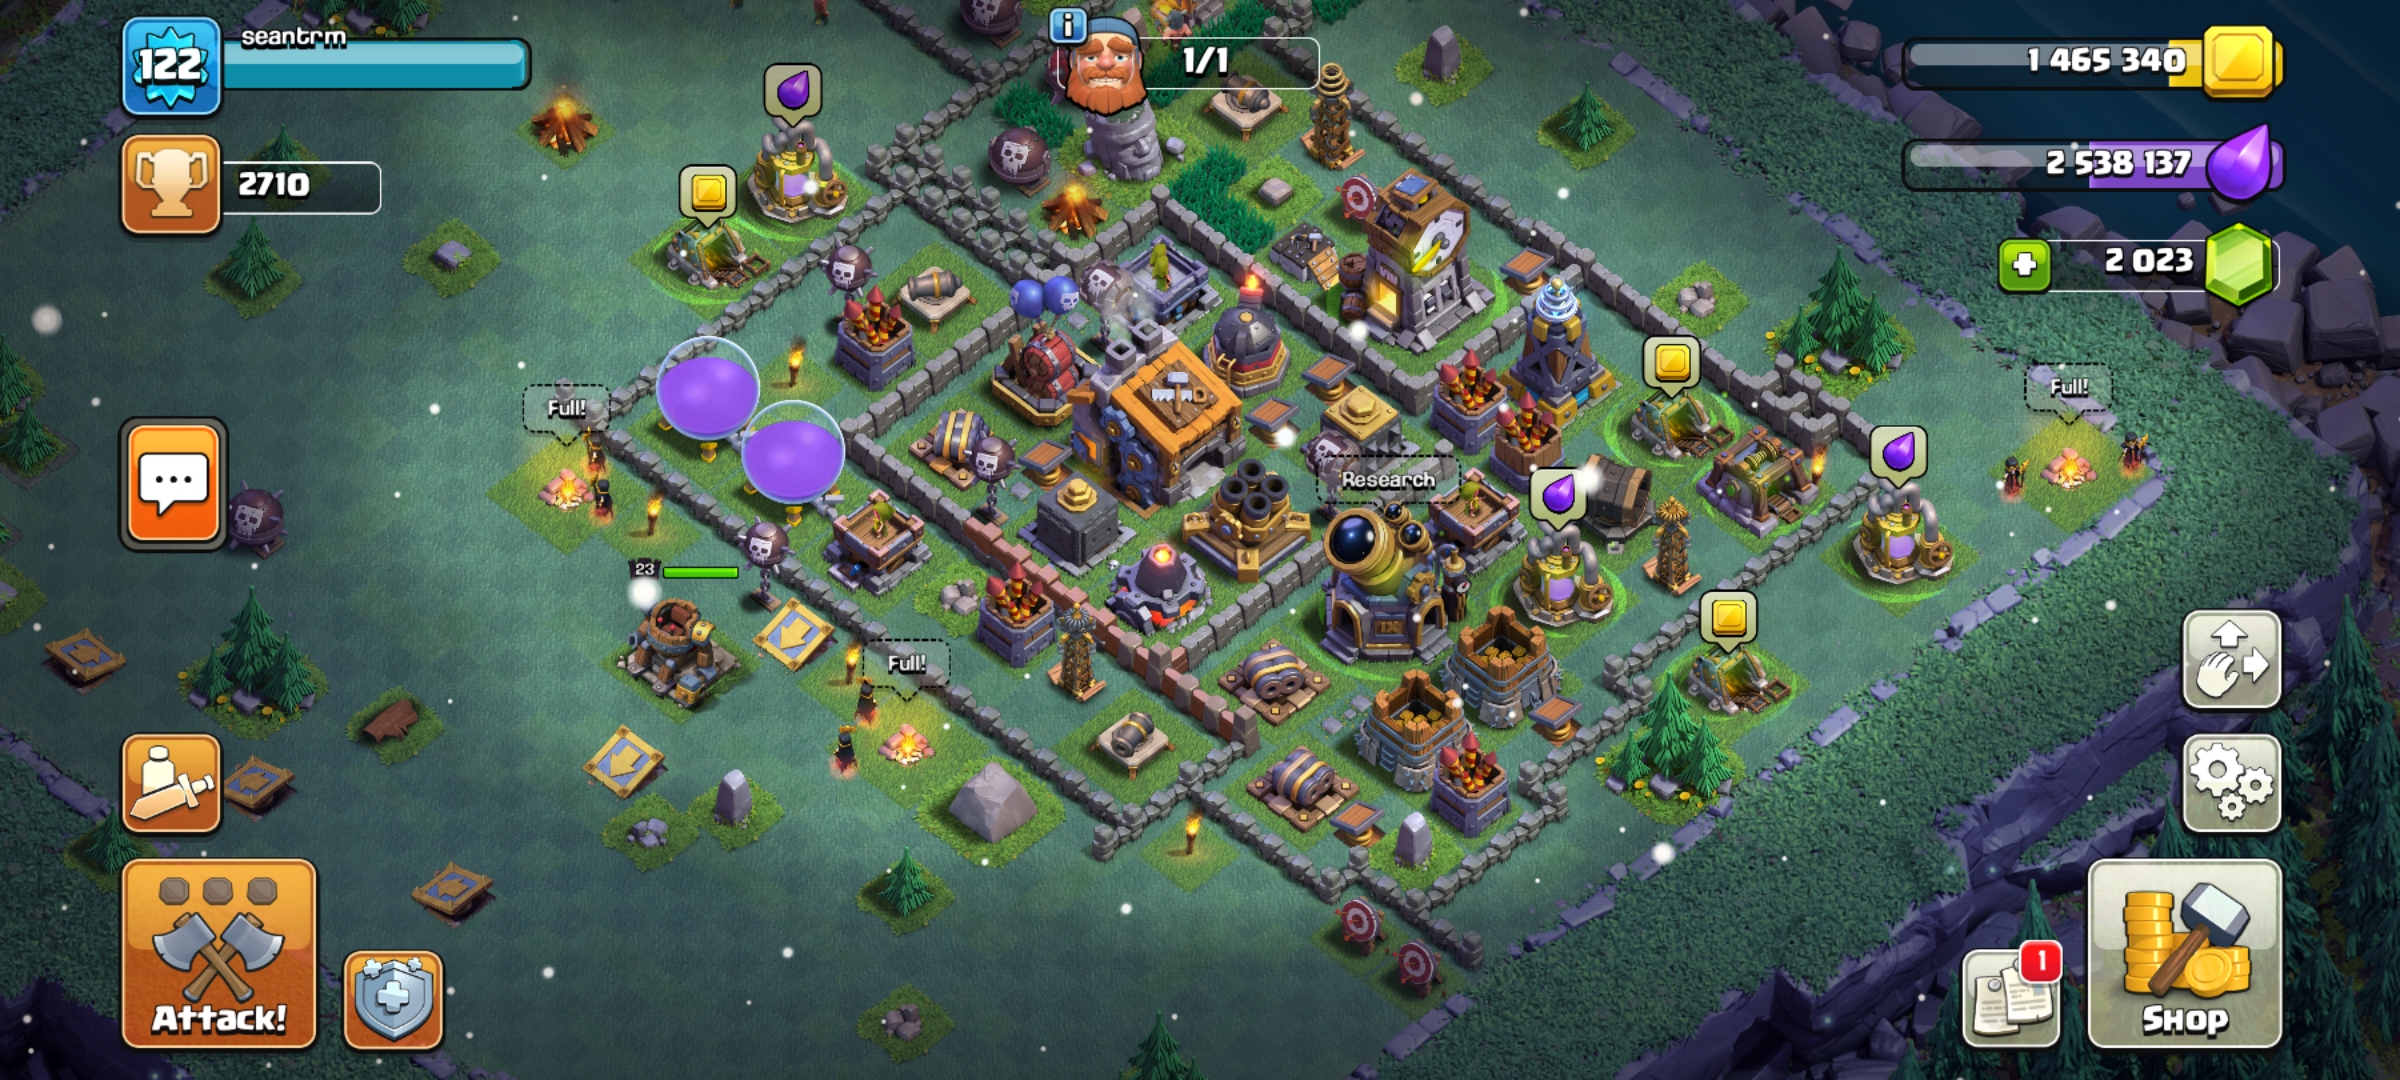 122
seantrm
1/1
1 465 340
2710
2 538 137
2 023
Full!
Full!
Research
23
Full!
Attack!
1
Shop